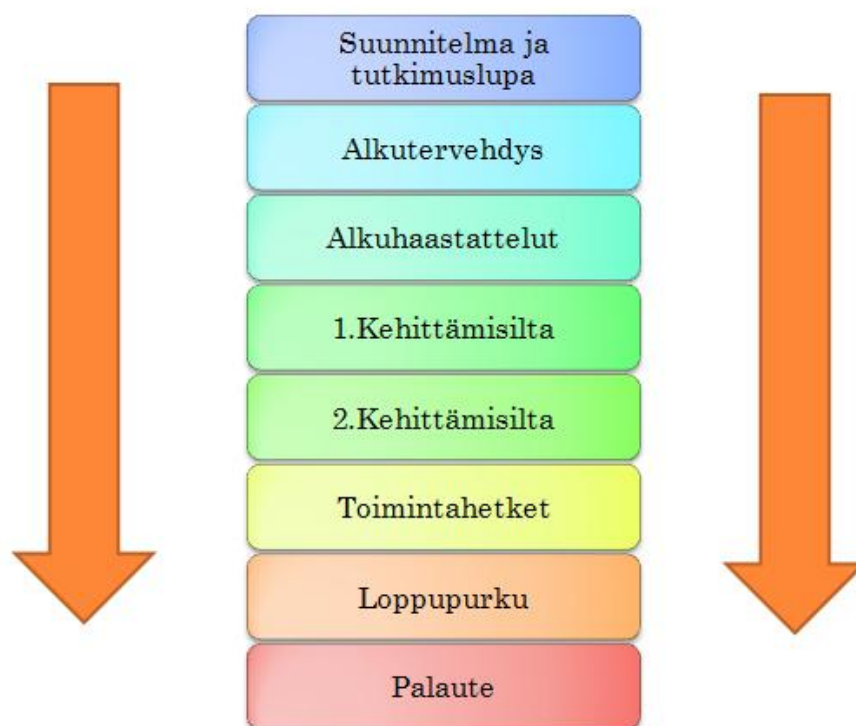 Suunnitelma ja
tutkimuslupa
Alkutervehdys
Alkuhaastattelut
1.Kehittämisilta
2.Kehittämisilta
Toimintahetket
Loppupurku
Palaute